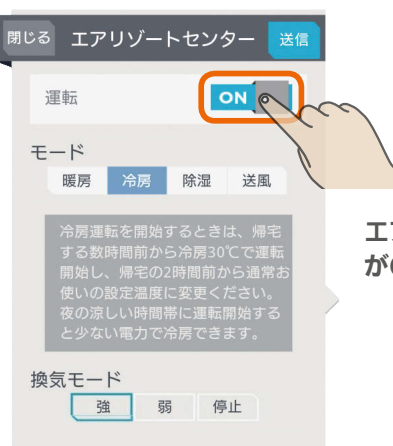 閉じる エアリゾートセンター 送信
運転 ON
モード
暖房 冷房 除湿 送風
冷房運転を開始するときは、帰宅
する数時間前から冷房30℃で運転
開始し、帰宅の2時間前から通常お
使いの設定温度に変更ください。
夜の涼しい時間帯に運転開始する
と少ない電力で冷房できます。
エア
が
換気モード
強 弱 停止